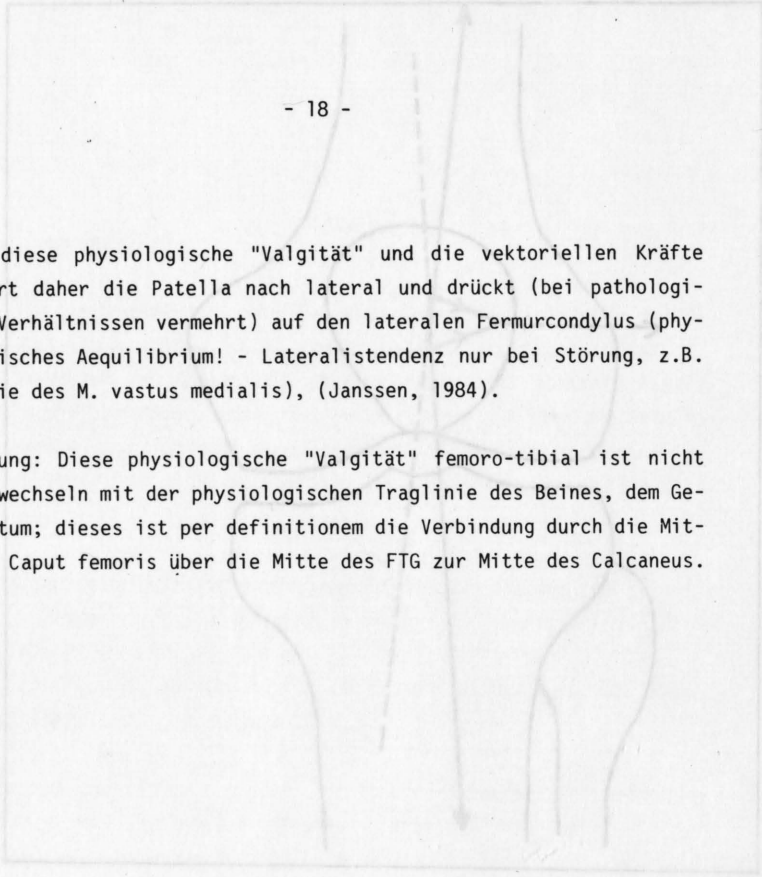 - 18 -
diese physiologische "Valgität" und die vektoriellen Kräfte
rt daher die Patella nach lateral und drückt (bei pathologi-
Verhältnissen vermehrt) auf den lateralen Fermurcondylus (phy-
isches Aequilibrium! - Lateralistendenz nur bei Störung, z.B.
ie des M. vastus medialis), (Janssen, 1984).
ung: Diese physiologische "Valgität" femoro-tibial ist nicht
wechseln mit der physiologischen Traglinie des Beines, dem Ge-
tum; dieses ist per definitionem die Verbindung durch die Mit-
Caput femoris über die Mitte des FTG zur Mitte des Calcaneus.